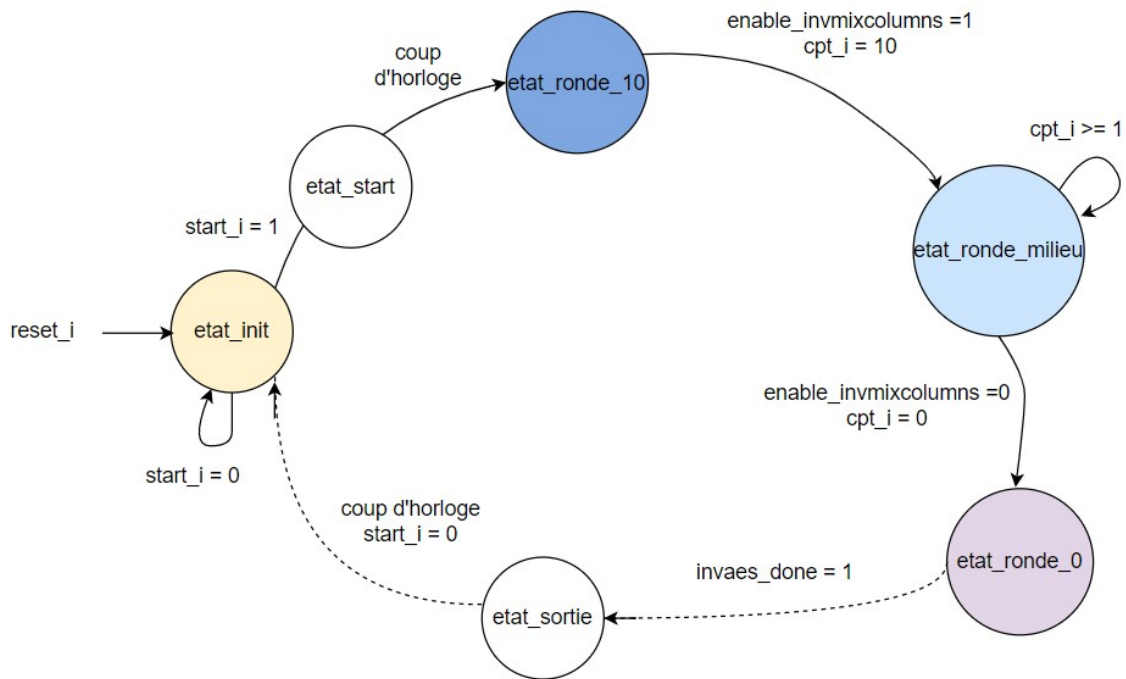 enable_invmixcolumns =1
cpt_i = 10
coup
d'horloge
etat_ronde_10
cpt_i >= 1
etat_start
start_i = 1
etat_ronde_milieu
reset_i
etat_init
enable_invmixcolumns =0
cpt_i = 0
start_i = 0
coup d'horloge
start_i = 0
invaes_done = 1
etat_ronde_0
etat_sortie